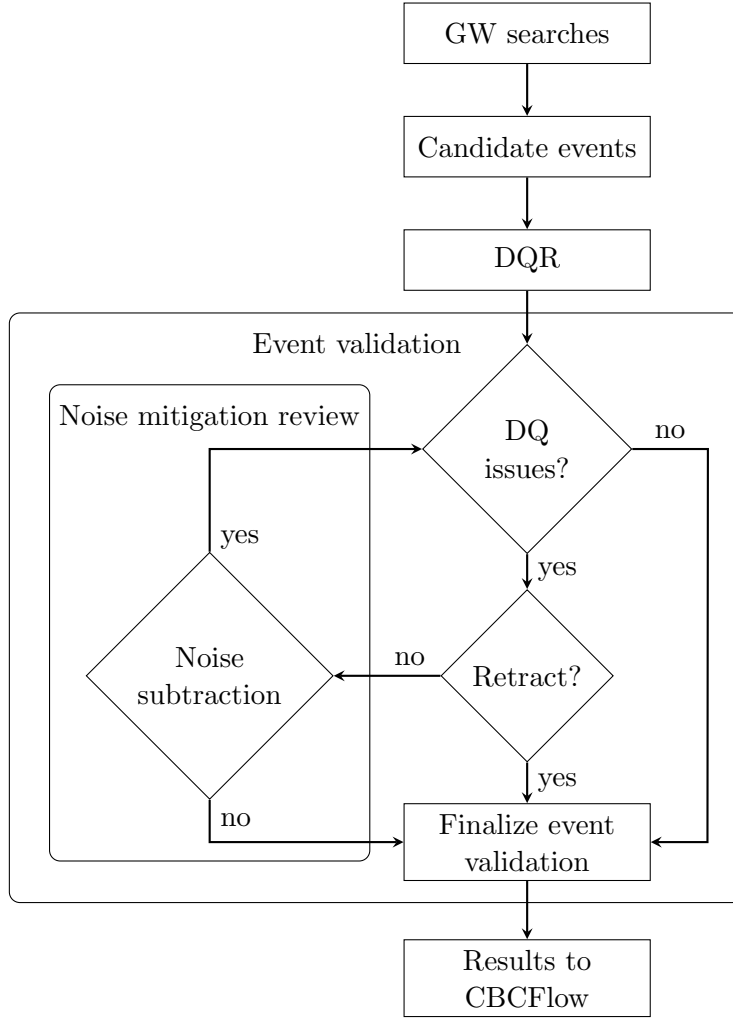 GW searches
Candidate events
DQR
Event validation
Noise mitigation review
DQ
issues?
no
yes
yes
Noise
subtraction
no
Retract?
yes
no
Finalize event
validation
Results to
CBCFlow